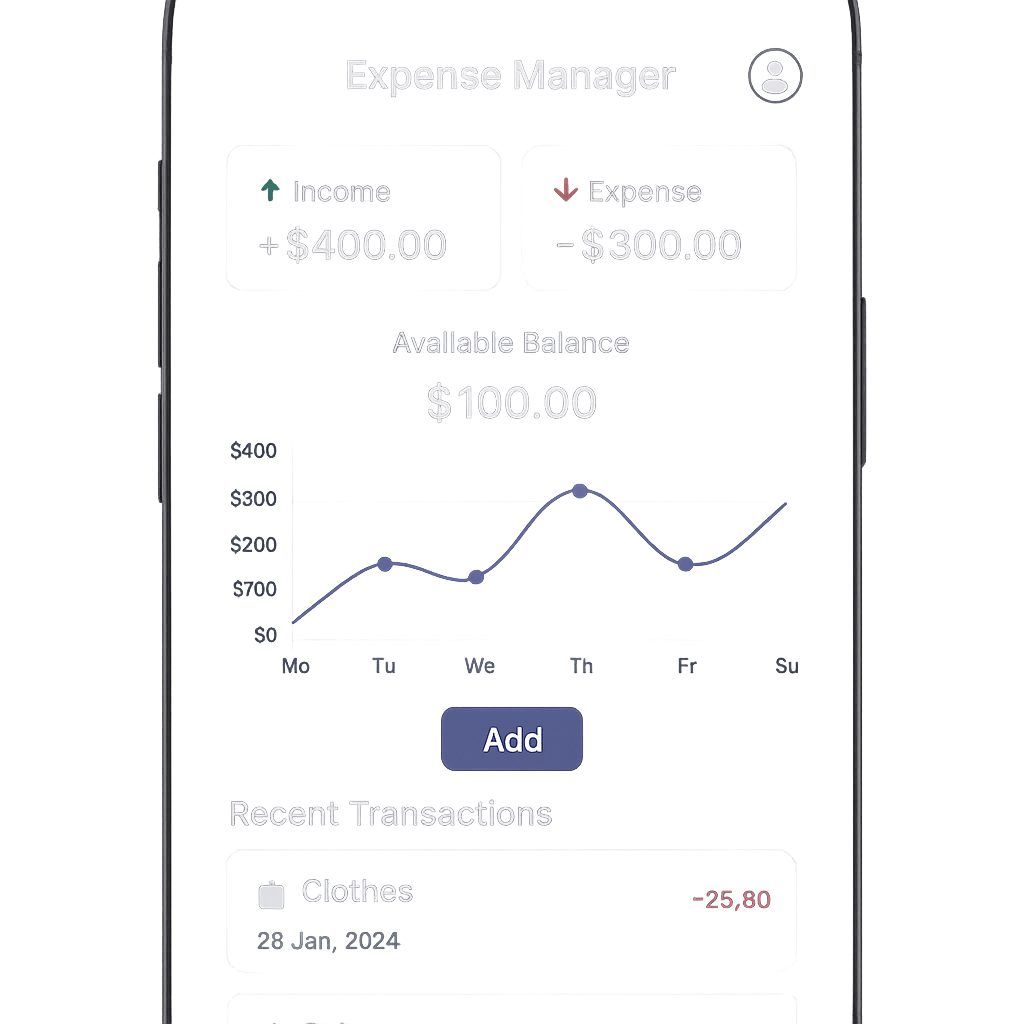 Expense Manager
Income
+$400.00
Expense
-$300.00
Available Balance
$100.00
$400
$300
$200
$700
$0
Mo Tu We Th Fr Su
Add
Recent Transactions
Clothes
-25,80
28 Jan, 2024